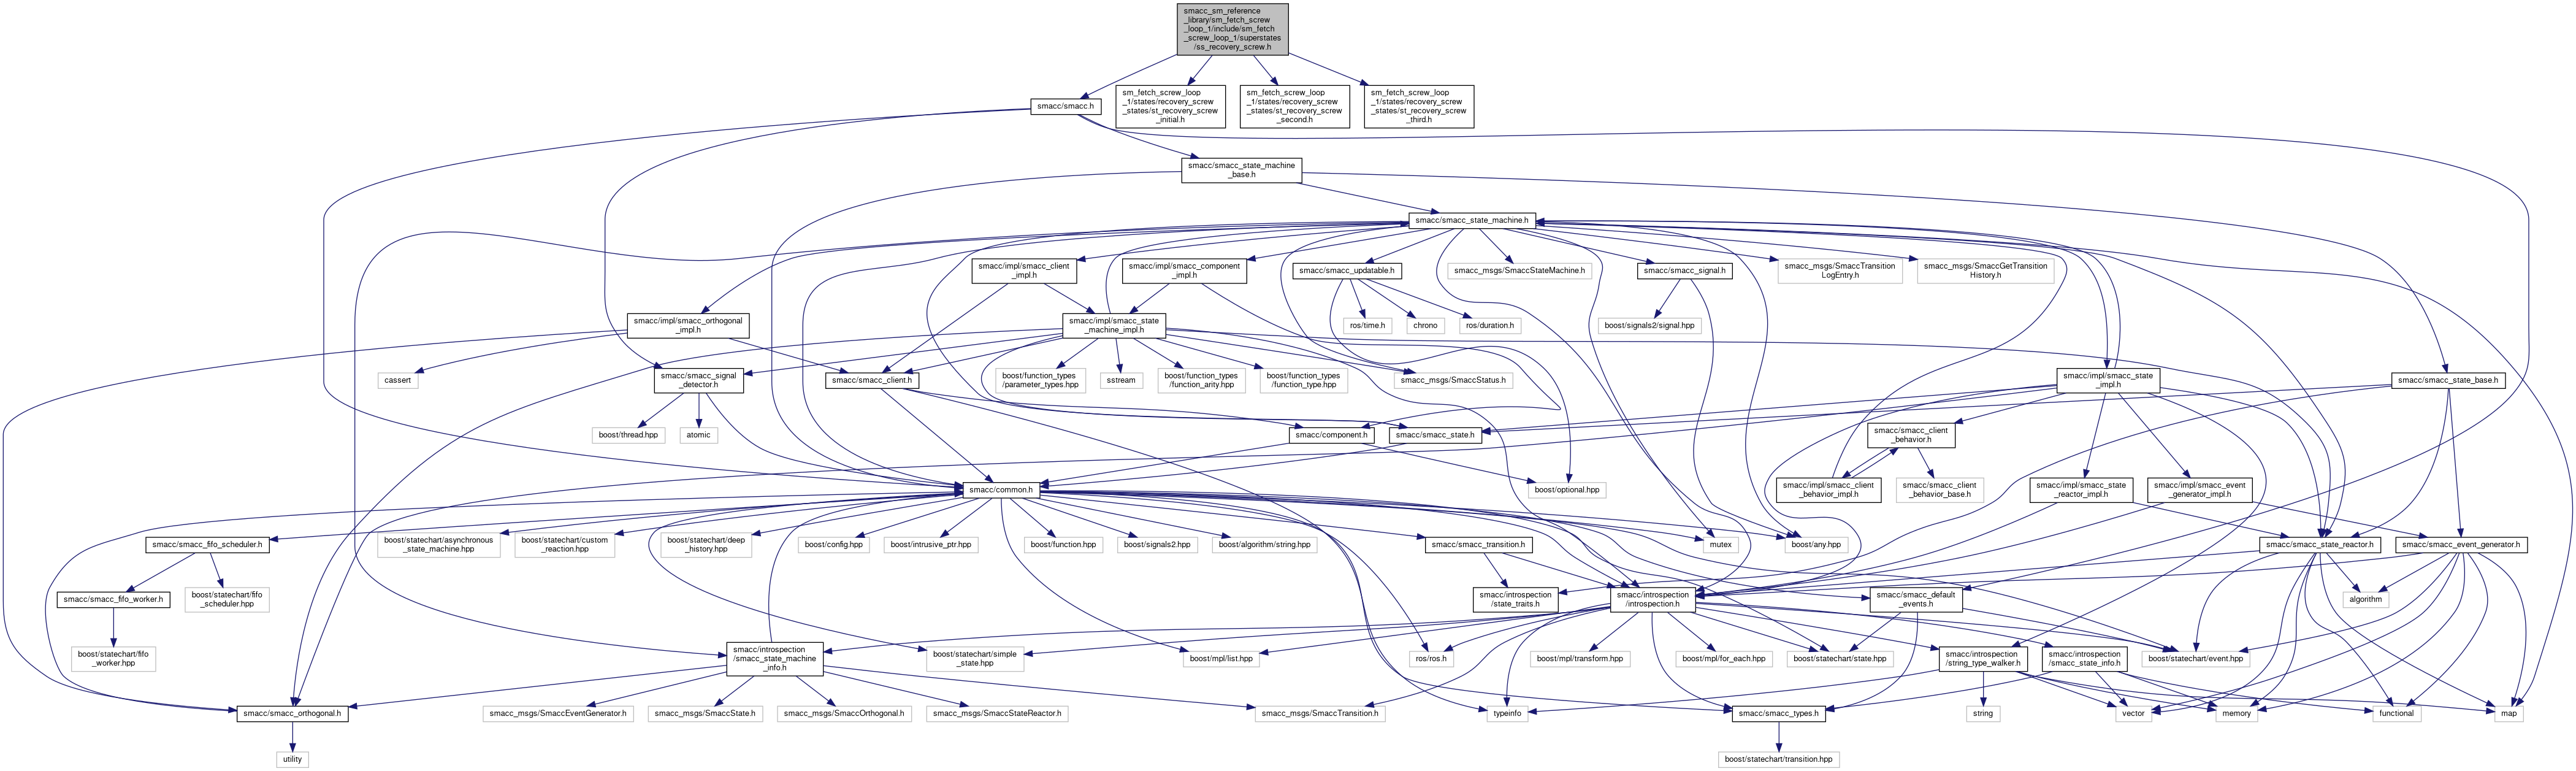 smacc_sm_reference
_library/sm_fetch_screw
_loop_1/include/sm_fetch
_screw_loop_1/superstates
/ss_recovery_screw.h
smacc/smacc.h
sm_fetch_screw_loop
_1/states/recovery_screw
_states/st_recovery_screw
_initial.h
sm_fetch_screw_loop
_1/states/recovery_screw
_states/st_recovery_screw
_second.h
sm_fetch_screw_loop
_1/states/recovery_screw
_states/st_recovery_screw
_third.h
smacc/smacc_state_machine
_base.h
smacc/smacc_state_machine.h
smacc/impl/smacc_client
_impl.h
smacc/impl/smacc_component
_impl.h
smacc/smacc_updatable.h
smacc_msgs/SmaccStateMachine.h
smacc/smacc_signal.h
smacc_msgs/SmaccTransition
LogEntry.h
smacc_msgs/SmaccGetTransition
History.h
smacc/impl/smacc_orthogonal
_impl.h
smacc/impl/smacc_state
_machine_impl.h
ros/time.h
chrono
ros/duration.h
boost/signals2/signal.hpp
cassert
smacc/smacc_signal
_detector.h
smacc/smacc_client.h
boost/function_types
/parameter_types.hpp
sstream
boost/function_types
/function_arity.hpp
boost/function_types
/function_type.hpp
smacc_msgs/SmaccStatus.h
smacc/impl/smacc_state
_impl.h
smacc/smacc_state_base.h
boost/thread.hpp
atomic
smacc/component.h
smacc/smacc_state.h
smacc/smacc_client
_behavior.h
smacc/common.h
boost/optional.hpp
smacc/impl/smacc_client
_behavior_impl.h
smacc/smacc_client
_behavior_base.h
smacc/impl/smacc_state
_reactor_impl.h
smacc/impl/smacc_event
_generator_impl.h
smacc/smacc_fifo_scheduler.h
boost/statechart/asynchronous
_state_machine.hpp
boost/statechart/custom
_reaction.hpp
boost/statechart/deep
_history.hpp
boost/config.hpp
boost/intrusive_ptr.hpp
boost/function.hpp
boost/signals2.hpp
boost/algorithm/string.hpp
smacc/smacc_transition.h
mutex
boost/any.hpp
smacc/smacc_state_reactor.h
smacc/smacc_event_generator.h
smacc/smacc_fifo_worker.h
boost/statechart/fifo
_scheduler.hpp
smacc/introspection
/state_traits.h
smacc/introspection
/introspection.h
smacc/smacc_default
_events.h
algorithm
boost/statechart/fifo
_worker.hpp
smacc/introspection
/smacc_state_machine
_info.h
boost/statechart/simple
_state.hpp
boost/mpl/list.hpp
ros/ros.h
boost/mpl/transform.hpp
boost/mpl/for_each.hpp
boost/statechart/state.hpp
smacc/introspection
/string_type_walker.h
smacc/introspection
/smacc_state_info.h
boost/statechart/event.hpp
smacc/smacc_orthogonal.h
smacc_msgs/SmaccEventGenerator.h
smacc_msgs/SmaccState.h
smacc_msgs/SmaccOrthogonal.h
smacc_msgs/SmaccStateReactor.h
smacc_msgs/SmaccTransition.h
typeinfo
smacc/smacc_types.h
string
vector
memory
functional
map
utility
boost/statechart/transition.hpp